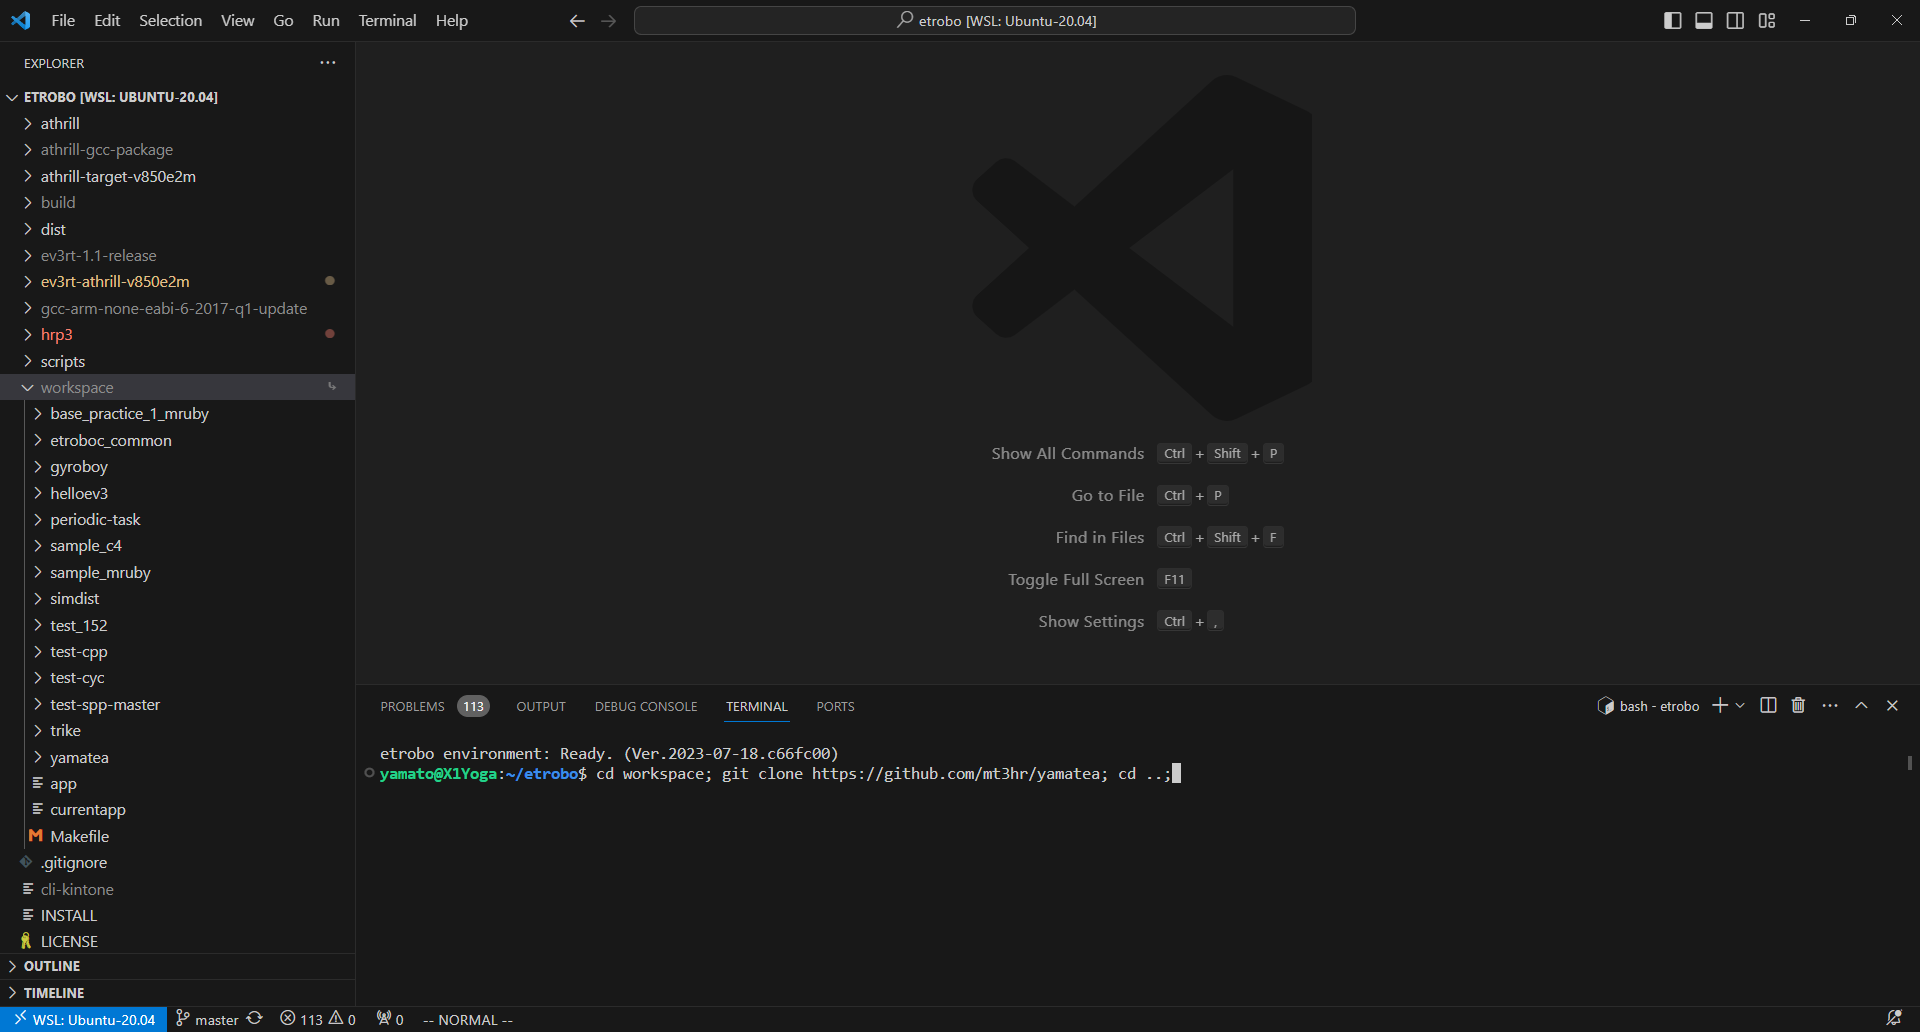 File Edit Selection View Go Run Terminal Help
etrobo [WSL: Ubuntu-20.04]
EXPLORER
ETROBO [WSL: UBUNTU-20.04]
athrill
athrill-gcc-package
athrill-target-v850e2m
build
dist
ev3rt-1.1-release
ev3rt-athrill-v850e2m
gcc-arm-none-eabi-6-2017-q1-update
hrp3
scripts
workspace
base_practice_1_mruby
etroboc_common
gyroboy
helloev3
periodic-task
sample_c4
sample_mruby
simdist
test_152
test-cpp
test-cyc
test-spp-master
trike
yamatea
app
currentapp
Makefile
.gitignore
cli-kintone
INSTALL
LICENSE
OUTLINE
TIMELINE
Show All Commands Ctrl + Shift + P
Go to File Ctrl + P
Find in Files Ctrl + Shift + F
Toggle Full Screen F11
Show Settings Ctrl + ,
PROBLEMS 113 OUTPUT DEBUG CONSOLE TERMINAL PORTS
bash - etrobo
etrobo environment: Ready. (Ver.2023-07-18.c66fc00)
yamato@X1Yoga:~/etrobo$ cd workspace; git clone https://github.com/mt3hr/yamatea; cd ..;
WSL: Ubuntu-20.04 master 113 0 0 -- NORMAL --